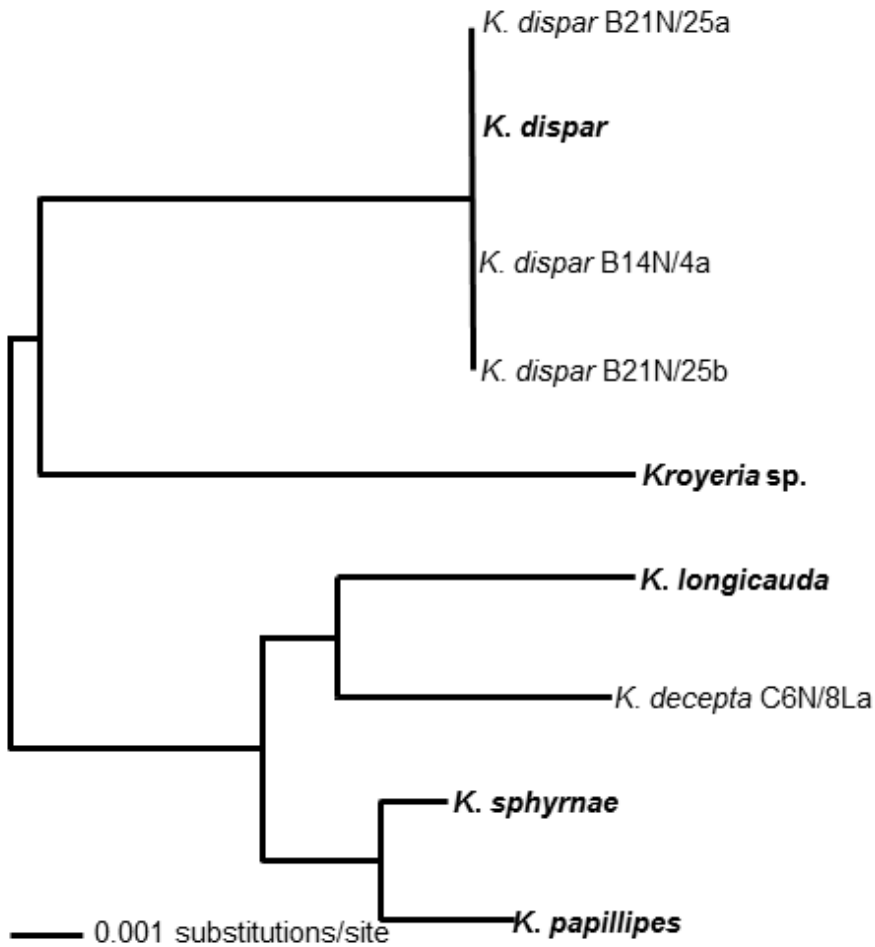 K. dispar B21N/25a
K. dispar
K. dispar B14N/4a
K. dispar B21N/25b
Kroyeria sp.
K. longicauda
K. decepta C6N/8La
K. sphyrnae
K. papillipes
0.001 substitutions/site